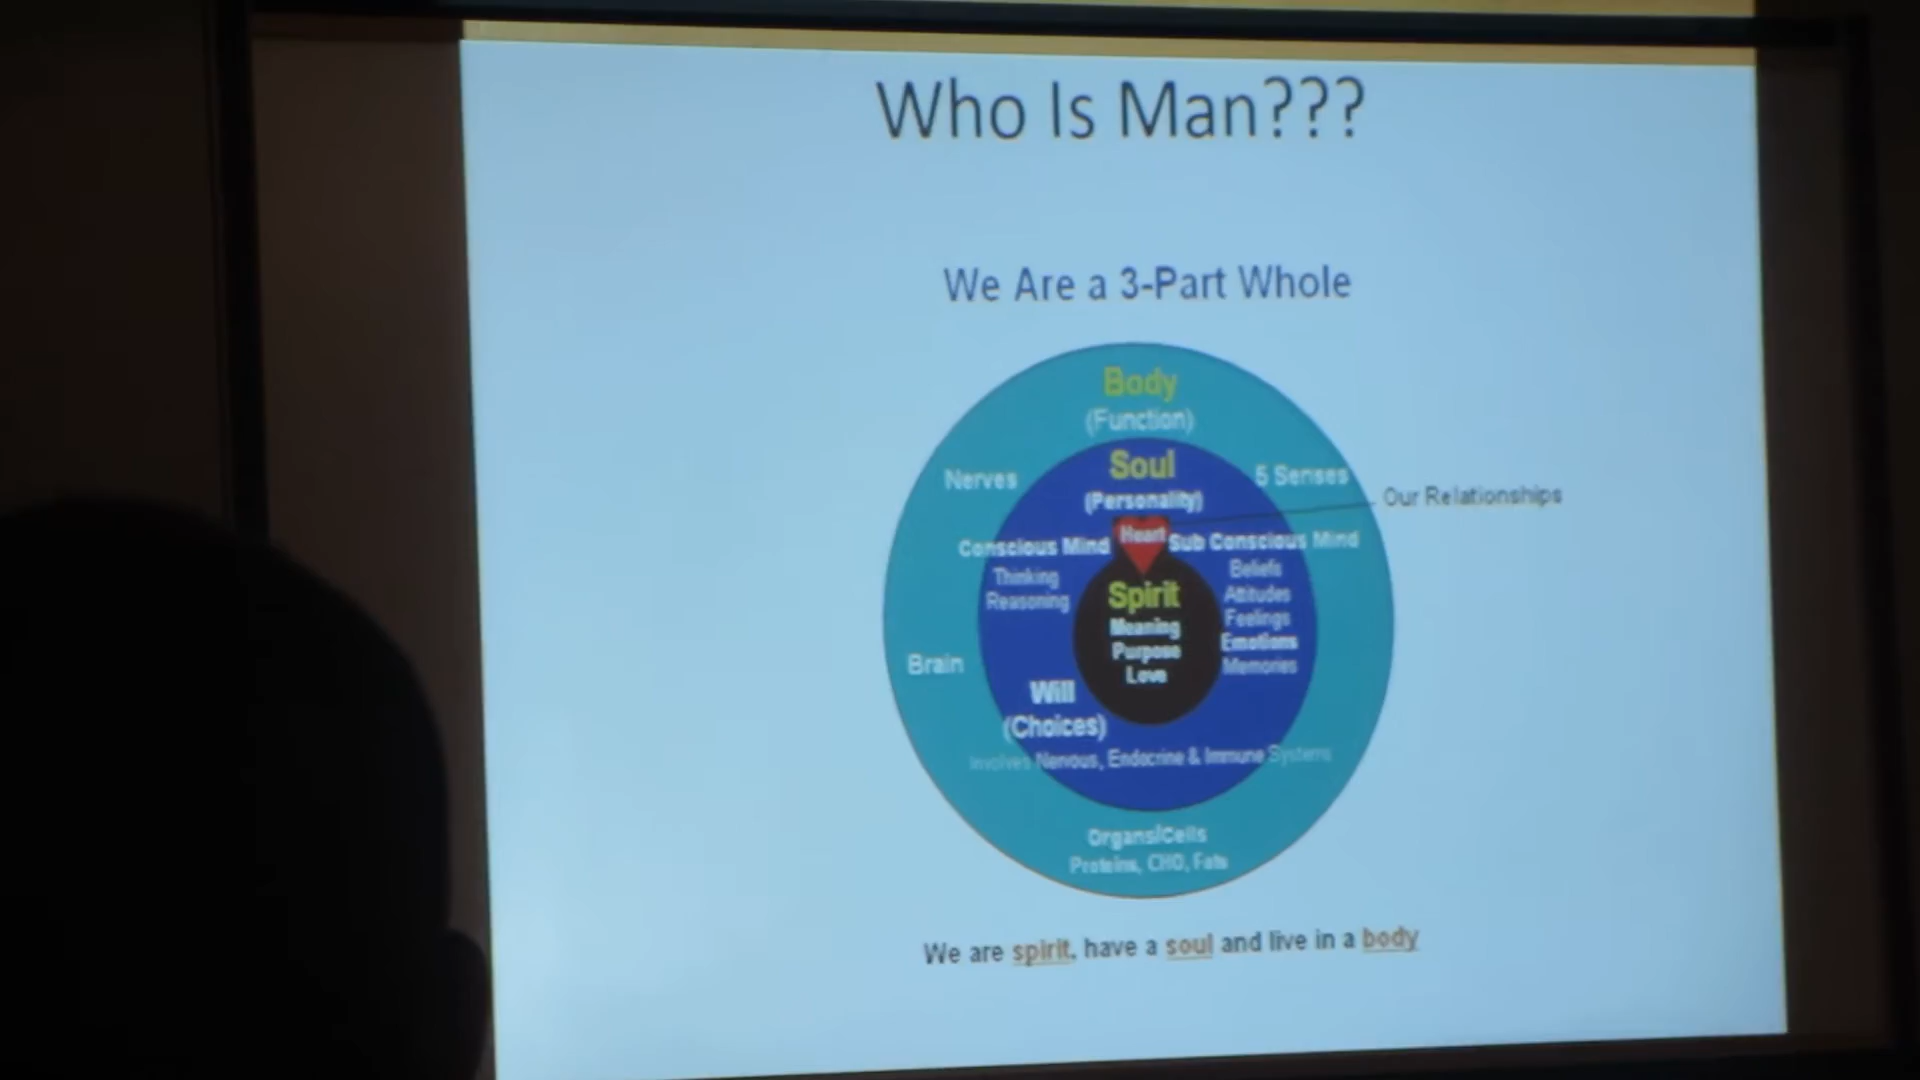 Who Is Man???
We Are a 3-Part Whole
Body
(Function)
Nerves
5 Senses
Soul
(Personality)
Our Relationships
Heart
Conscious Mind
Thinking
Reasoning
Sub Conscious Mind
Beliefs
Attitudes
Feelings
Emotions
Memories
Spirit
Meaning
Purpose
Love
Brain
Will
(Choices)
Involves Nervous, Endocrine & Immune Systems
Organs/Cells
Proteins, CHO, Fats
We are spirit, have a soul and live in a body